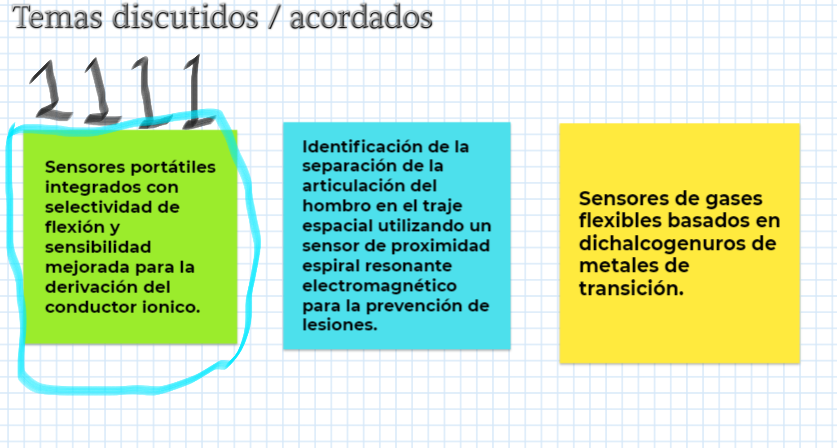 Temas discutidos / acordados
1111
Sensores portátiles
integrados con
selectividad de
flexión y
sensibilidad
mejorada para la
derivación del
conductor ionico.
Identificación de la
separación de la
articulación del
hombro en el traje
espacial utilizando un
sensor de proximidad
espiral resonante
electromagnético
para la prevención de
lesiones.
Sensores de gases
flexibles basados en
dichalcogenuros de
metales de
transición.